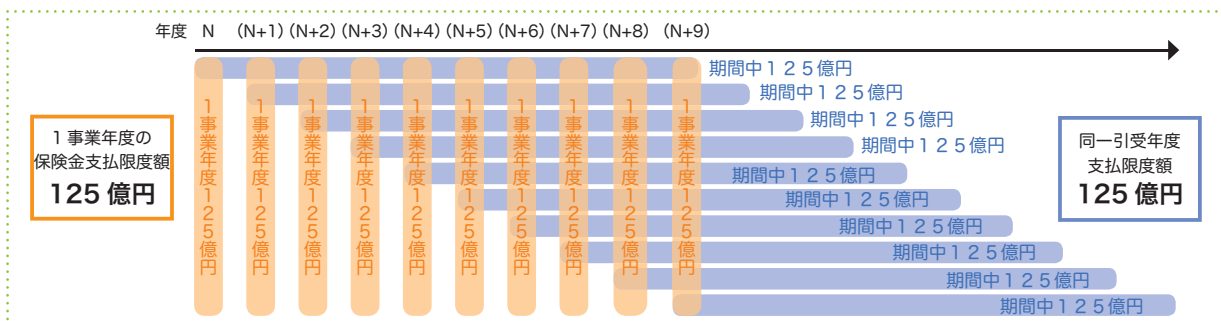 年度 N (N+1) (N+2) (N+3) (N+4) (N+5) (N+6) (N+7) (N+8) (N+9)
1事業年度の
保険金支払限度額
125億円
1事業年度125億円
1事業年度125億円
1事業年度125億円
1事業年度125億円
1事業年度125億円
1事業年度125億円
1事業年度125億円
1事業年度125億円
1事業年度125億円
1事業年度125億円
期間中125億円
期間中125億円
期間中125億円
期間中125億円
期間中125億円
期間中125億円
期間中125億円
期間中125億円
期間中125億円
期間中125億円
同一引受年度
支払限度額
125億円